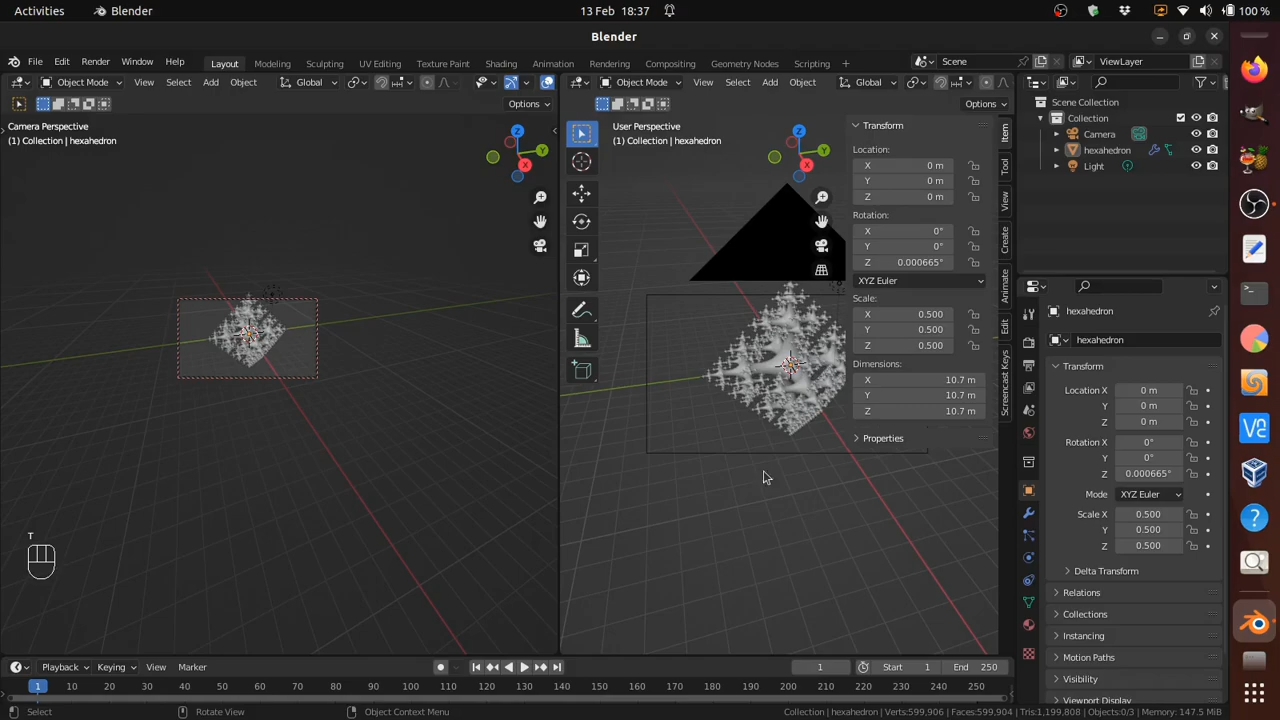 Activities Blender 13 Feb 18:37 100 %
Blender
File Edit Render Window Help Layout Modeling Sculpting UV Editing Texture Paint Shading Animation Rendering Compositing Geometry Nodes Scripting + Scene ViewLayer
Object Mode View Select Add Object Global
Object Mode View Select Add Object Global
Options
Options
Camera Perspective
(1) Collection | hexahedron
Z
Y
X
User Perspective
(1) Collection | hexahedron
Z
Y
X
Transform
Location:
X 0 m
Y 0 m
Z 0 m
Rotation:
X 0°
Y 0°
Z 0.000665°
XYZ Euler
Scale:
X 0.500
Y 0.500
Z 0.500
Dimensions:
X 10.7 m
Y 10.7 m
Z 10.7 m
Properties
Item
Tool
View
Create
Animate
Edit
Screencast Keys
Scene Collection
Collection
Camera
hexahedron
Light
hexahedron
hexahedron
Transform
Location X 0 m
Y 0 m
Z 0 m
Rotation X 0°
Y 0°
Z 0.000665°
Mode XYZ Euler
Scale X 0.500
Y 0.500
Z 0.500
Delta Transform
Relations
Collections
Instancing
Motion Paths
Visibility
Viewport Display
T
Playback Keying View Marker 1 Start 1 End 250
1 10 20 30 40 50 60 70 80 90 100 110 120 130 140 150 160 170 180 190 200 210 220 230 240 250
Select Rotate View Object Context Menu Collection | hexahedron | Verts:599,906 | Faces:599,904 | Tris:1,199,808 | Objects:0/3 | Memory: 147.5 MiB